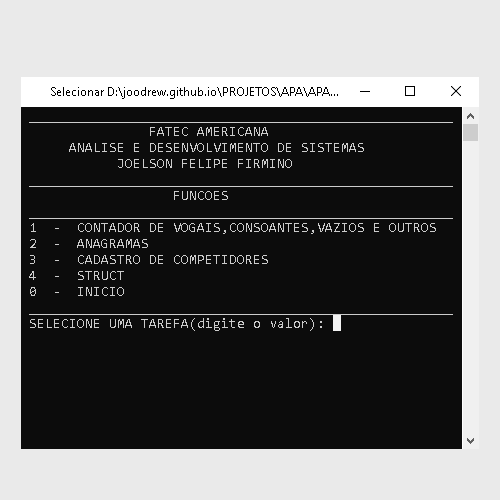 Selecionar D:\joodrew.github.io\PROJETOS\APA\APA...
FATEC AMERICANA
ANALISE E DESENVOLVIMENTO DE SISTEMAS
JOELSON FELIPE FIRMINO
FUNCOES
1 - CONTADOR DE VOGAIS,CONSOANTES,VAZIOS E OUTROS
2 - ANAGRAMAS
3 - CADASTRO DE COMPETIDORES
4 - STRUCT
0 - INICIO
SELECIONE UMA TAREFA(digite o valor):